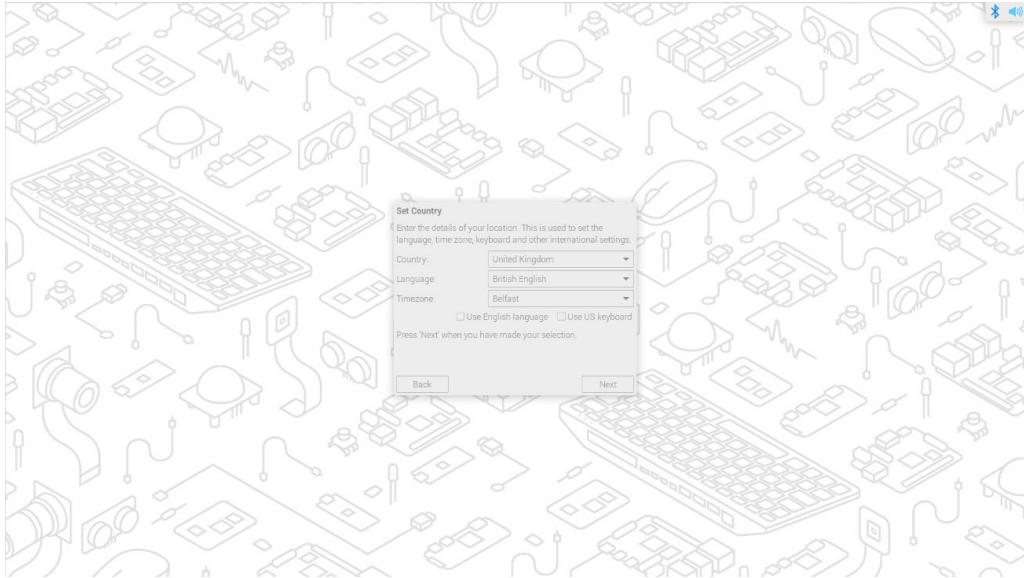 Set Country
Enter the details of your location. This is used to set the
language, time zone, keyboard and other international settings.
Country: United Kingdom
Language: British English
Timezone: Belfast
Use English language Use US keyboard
Press 'Next' when you have made your selection.
Back Next